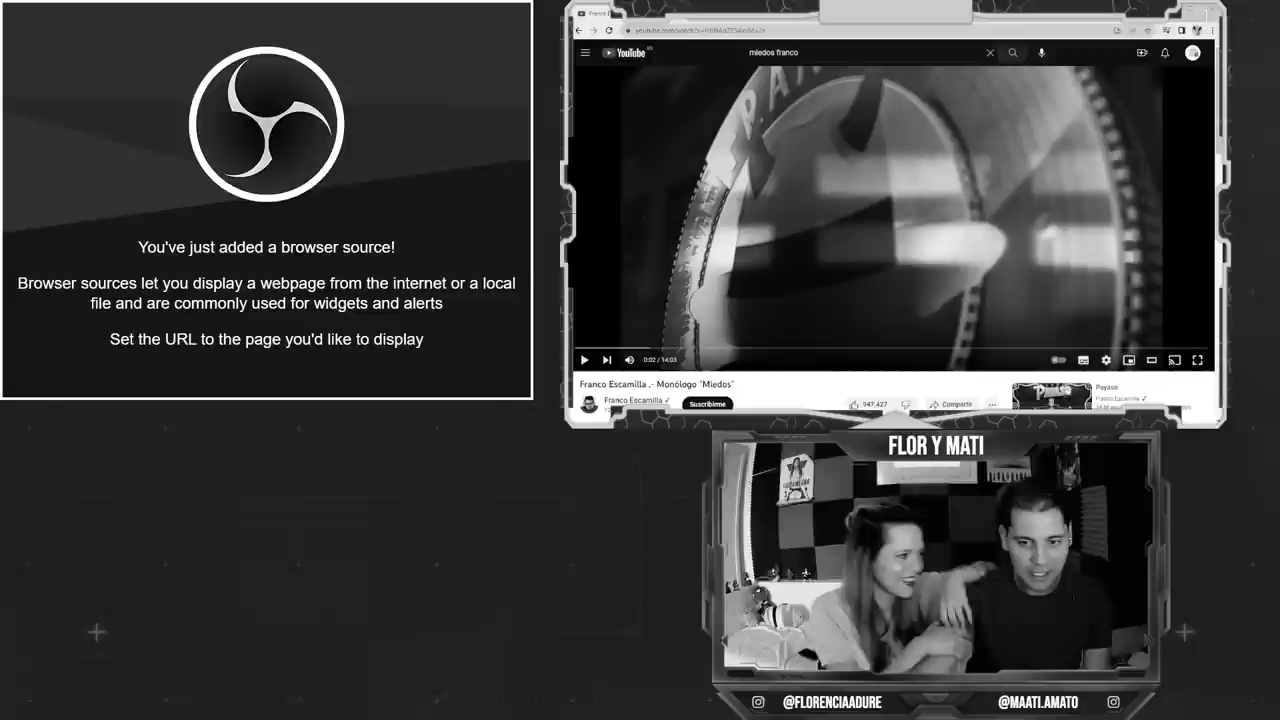 You've just added a browser source!
Browser sources let you display a webpage from the internet or a local
file and are commonly used for widgets and alerts
Set the URL to the page you'd like to display
Franco
YouTube
miedos franco
0:02 / 14:03
Franco Escamilla .- Monólogo "Miedos"
Franco Escamilla
Suscribirme
947.427
Compartir
Payaso
Franco Escamilla
FLOR Y MATI
@FLORENCIAADURE
@MAATI.AMATO